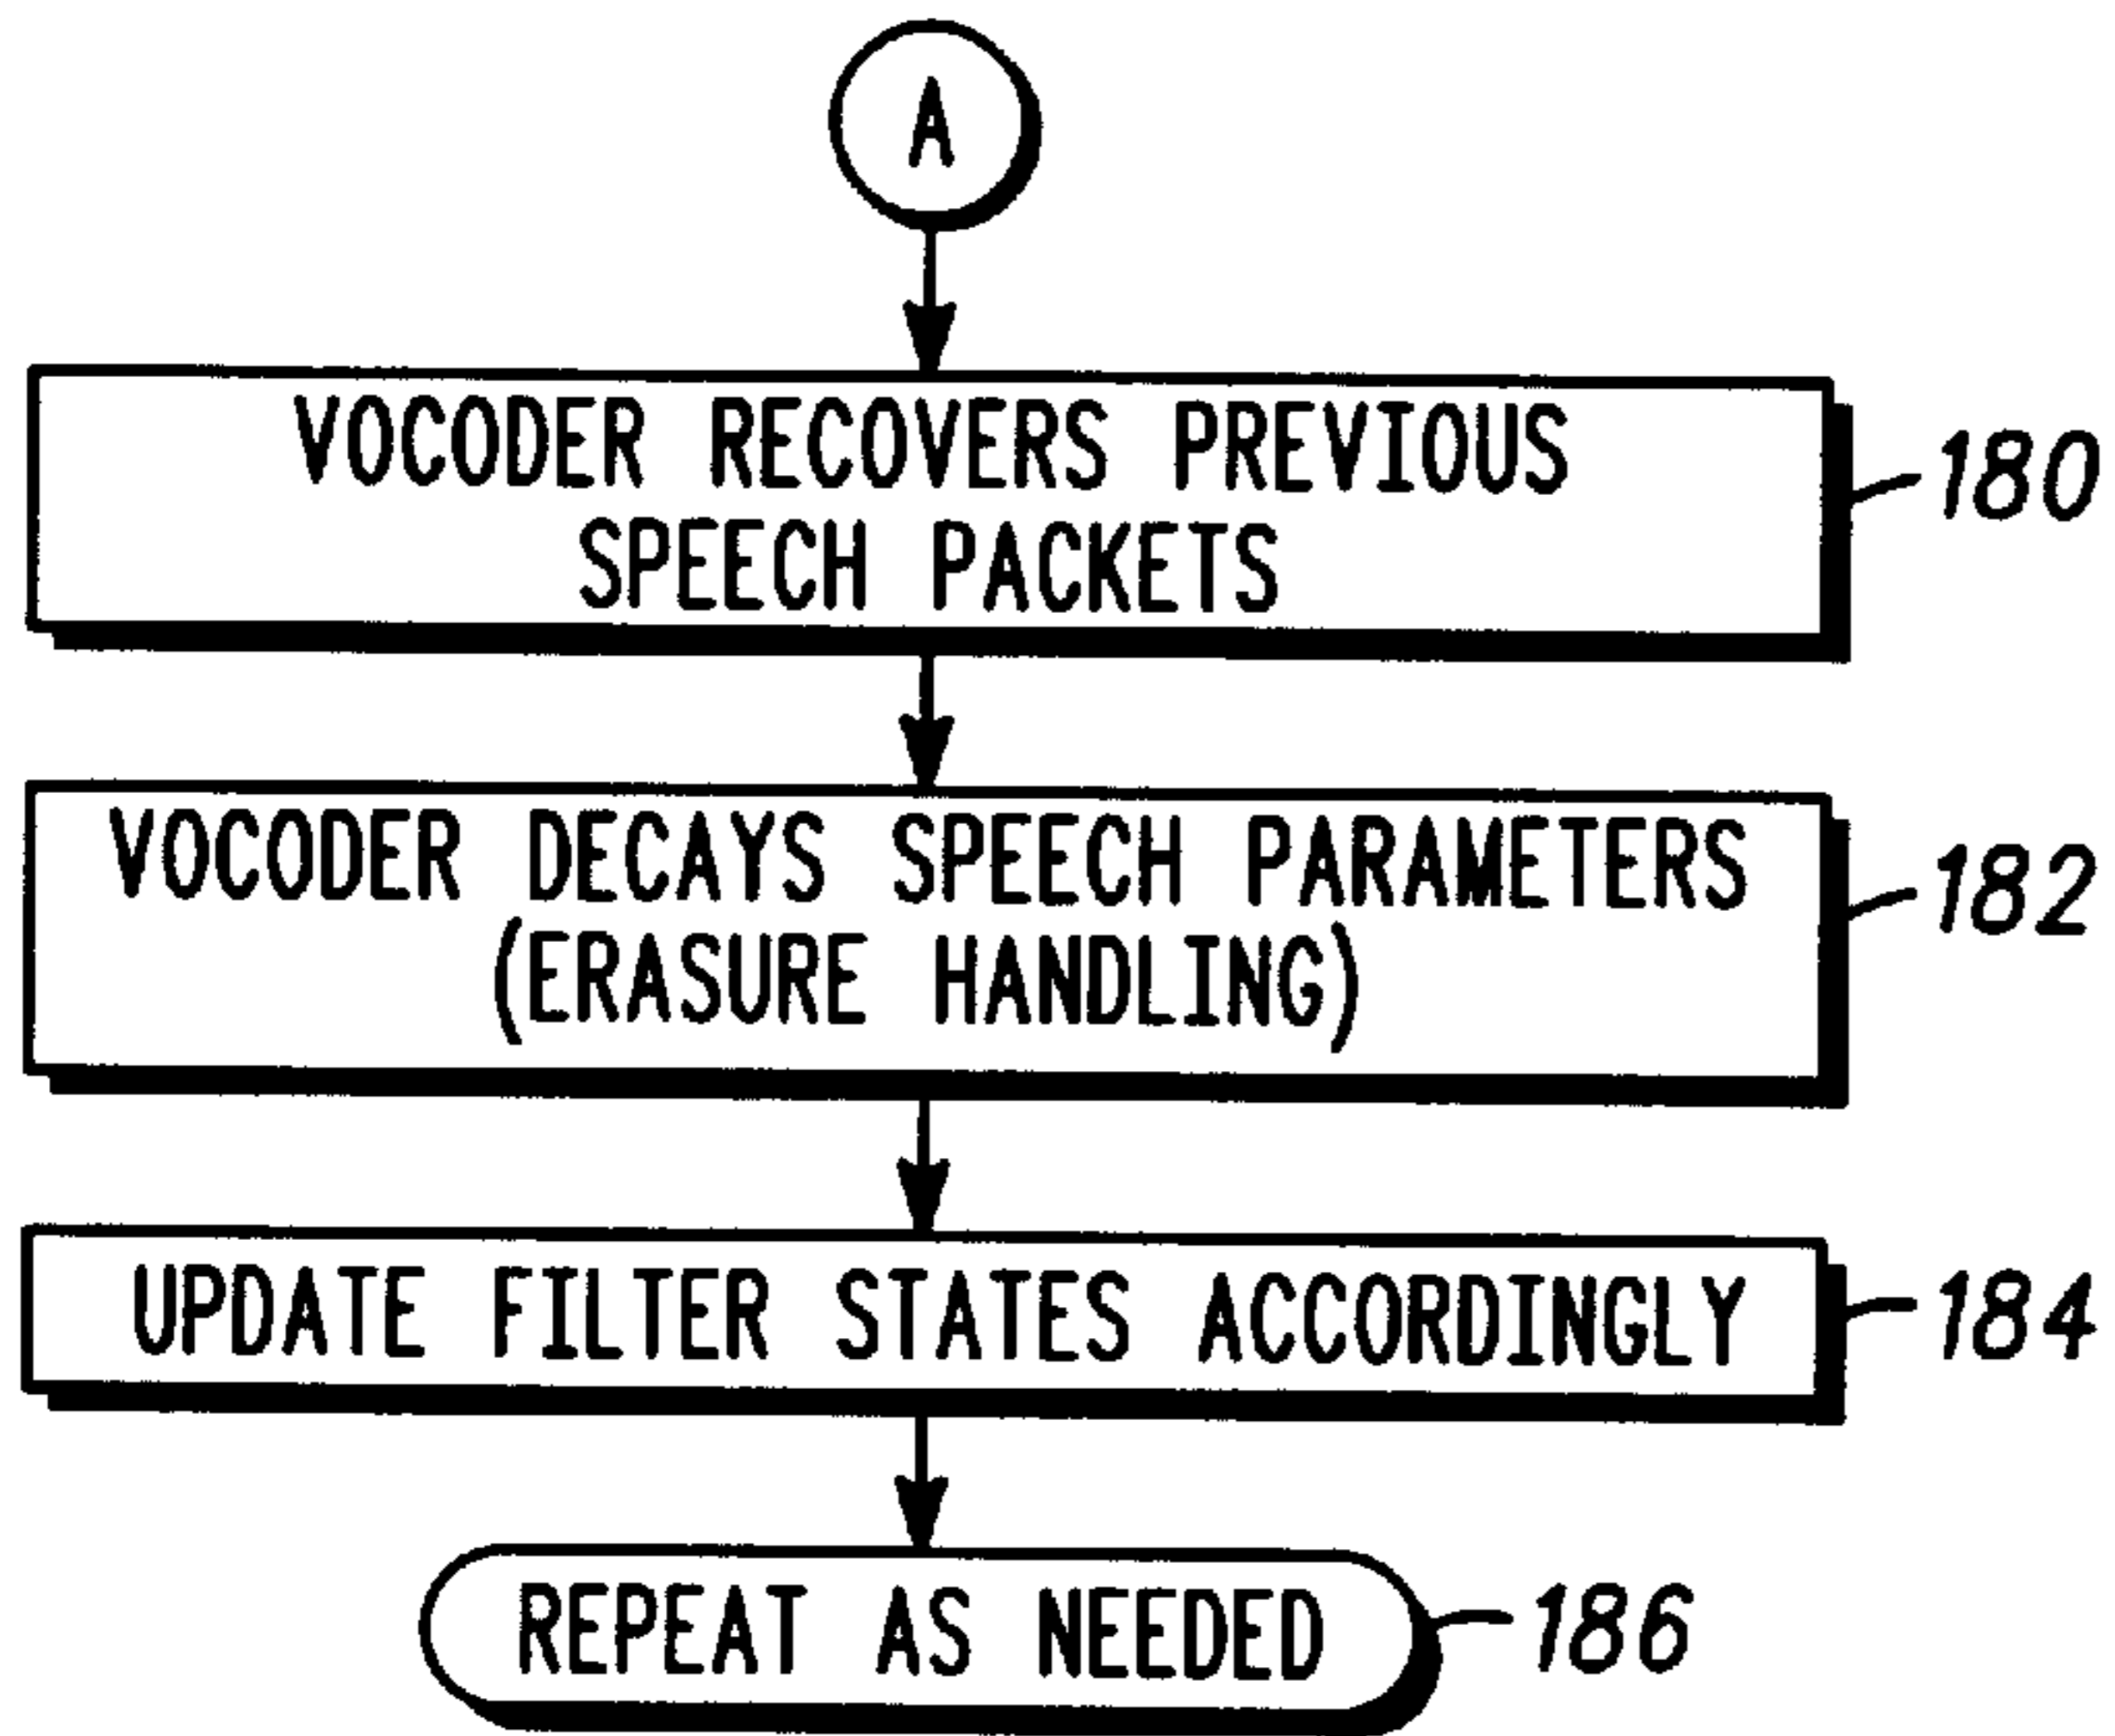 A
VOCODER RECOVERS PREVIOUS
SPEECH PACKETS
180
VOCODER DECAYS SPEECH PARAMETERS
(ERASURE HANDLING)
182
UPDATE FILTER STATES ACCORDINGLY
184
REPEAT AS NEEDED
186